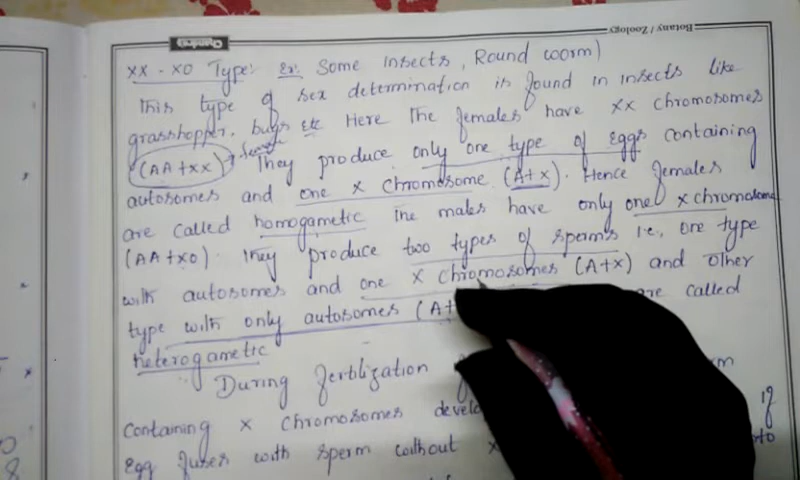 Botany / Zoology
XX - XO Type: Ex: Some insects, Round worm)
This type of sex determination is found in insects like
grasshopper, bugs etc Here The females have XX chromosomes
(AA+XX) They produce only one type of eggs containing
autosomes and one X chromosome (A+X). Hence females
are called homogametic The males have only one X chromosome
(AA+XO). They produce two types of sperms i.e., one type
with autosomes and one X chromosomes (A+X) and other
type with only autosomes (A+ are called
heterogametic
During fertilization
containing X chromosomes If
Egg fuses with sperm without X